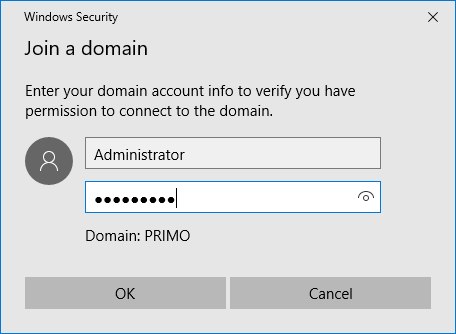 Windows Security
Join a domain
Enter your domain account info to verify you have
permission to connect to the domain.
Administrator
●●●●●●●●●
Domain: PRIMO
OK
Cancel